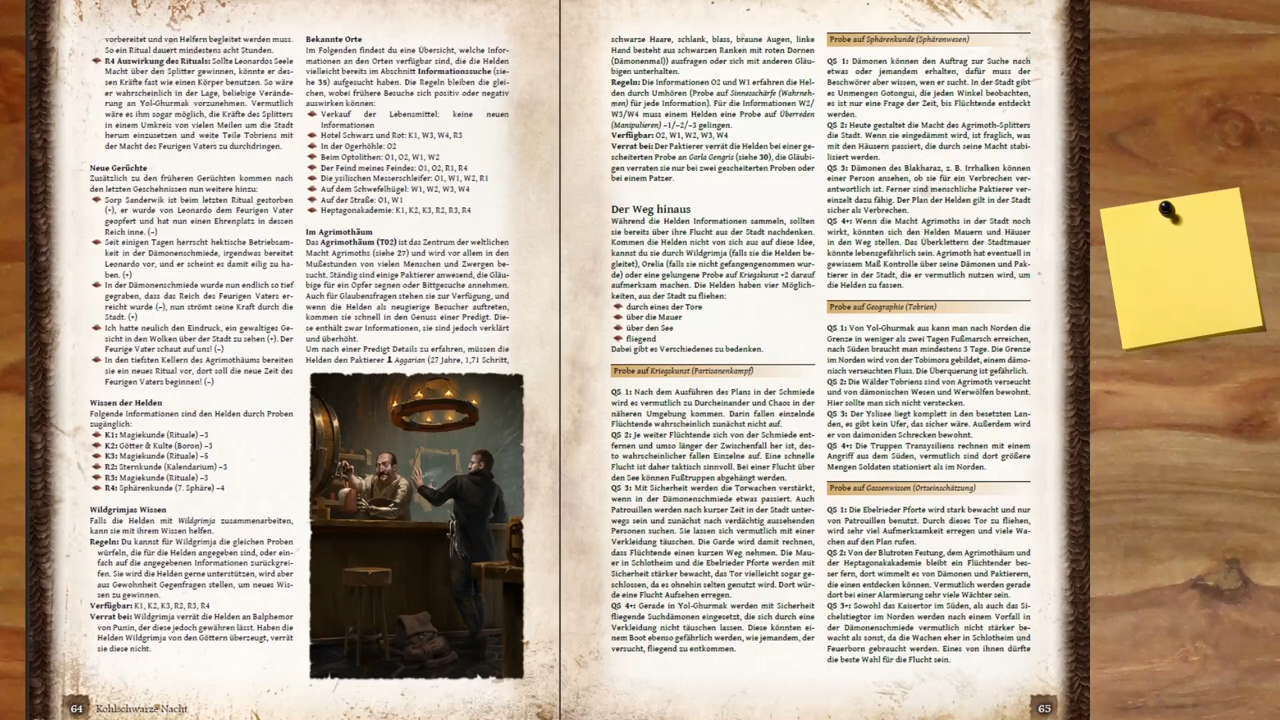 vorbereitet und von Helfern begleitet werden muss.
So ein Ritual dauert mindestens acht Stunden.
R4 Auswirkung des Rituals: Sollte Leonardos Seele
Macht über den Splitter gewinnen, könnte er des-
sen Kräfte fast wie einen Körper benutzen. So wäre
er wahrscheinlich in der Lage, beliebige Verände-
rung an Yol-Ghurmak vorzunehmen. Vermutlich
wäre es ihm sogar möglich, die Kräfte des Splitters
in einem Umkreis von vielen Meilen um die Stadt
herum einzusetzen und weite Teile Tobriens mit
der Macht des Feurigen Vaters zu durchdringen.
Neue Gerüchte
Zusätzlich zu den früheren Gerüchten kommen nach
den letzten Geschehnissen nun weitere hinzu:
Sorp Sanderwik ist beim letzten Ritual gestorben
(+), er wurde von Leonardo dem Feurigen Vater
geopfert und hat nun einen Ehrenplatz in dessen
Reich inne. (–)
Seit einigen Tagen herrscht hektische Betriebsam-
keit in der Dämonenschmiede, irgendwas bereitet
Leonardo vor, und er scheint es damit eilig zu ha-
ben. (+)
In der Dämonenschmiede wurde nun endlich so tief
gegraben, dass das Reich des Feurigen Vaters er-
reicht wurde (–), nun strömt seine Kraft durch die
Stadt. (+)
Ich hatte neulich den Eindruck, ein gewaltiges Ge-
sicht in den Wolken über der Stadt zu sehen (+). Der
Feurige Vater schaut auf uns! (–)
In den tiefsten Kellern des Agrimothäums bereiten
sie ein neues Ritual vor, dort soll die neue Zeit des
Feurigen Vaters beginnen! (–)
Wissen der Helden
Folgende Informationen sind den Helden durch Proben
zugänglich:
K1: Magiekunde (Rituale) –3
K2: Götter & Kulte (Boron) –3
K3: Magiekunde (Rituale) –5
R2: Sternkunde (Kalendarium) –3
R3: Magiekunde (Rituale) –3
R4: Sphärenkunde (7. Sphäre) –4
Wildgrimjas Wissen
Falls die Helden mit Wildgrimja zusammenarbeiten,
kann sie mit ihrem Wissen helfen.
Regeln: Du kannst für Wildgrimja die gleichen Proben
würfeln, die für die Helden angegeben sind, oder ein-
fach auf die angegebenen Informationen zurückgrei-
fen. Sie wird die Helden gerne unterstützen, wird aber
aus Gewohnheit Gegenfragen stellen, um neues Wis-
sen zu gewinnen.
Verfügbar: K1, K2, K3, R2, R3, R4
Verrat bei: Wildgrimja verrät die Helden an Balphemor
von Punin, der diese jedoch gewähren lässt. Haben die
Helden Wildgrimja von den Göttern überzeugt, verrät
sie diese nicht.
Bekannte Orte
Im Folgenden findest du eine Übersicht, welche Infor-
mationen an den Orten verfügbar sind, die die Helden
vielleicht bereits im Abschnitt Informationssuche (sie-
he 35) aufgesucht haben. Die Regeln bleiben die glei-
chen, wobei frühere Besuche sich positiv oder negativ
auswirken können:
Verkauf der Lebensmittel: keine neuen
Informationen
Hotel Schwarz und Rot: K1, W3, W4, R3
In der Ogerhöhle: O2
Beim Optolithen: O1, O2, W1, W2
Der Feind meines Feindes: O1, O2, R1, R4
Die yslilischen Messerschleifer: O1, W1, W2, R1
Auf dem Schwefelhügel: W1, W2, W3, W4
Auf der Straße: O1, W1
Heptagonakademie: K1, K2, K3, R2, R3, R4
Im Agrimothäum
Das Agrimothäum (T02) ist das Zentrum der weltlichen
Macht Agrimoths (siehe 27) und wird vor allem in den
Mußestunden von vielen Menschen und Zwergen be-
sucht. Ständig sind einige Paktierer anwesend, die Gläu-
bige für ein Opfer segnen oder Bittgesuche annehmen.
Auch für Glaubensfragen stehen sie zur Verfügung, und
wenn die Helden als neugierige Besucher auftreten,
kommen sie schnell in den Genuss einer Predigt. Die-
se enthält zwar Informationen, sie sind jedoch verklärt
und überhöht.
Um nach einer Predigt Details zu erfahren, müssen die
Helden den Paktierer Aggarian (27 Jahre, 1,71 Schritt,
64
Kohlschwarze Nacht
schwarze Haare, schlank, blass, braune Augen, linke
Hand besteht aus schwarzen Ranken mit roten Dornen
(Dämonenmal)) ausfragen oder sich mit anderen Gläu-
bigen unterhalten.
Regeln: Die Informationen O2 und W1 erfahren die Hel-
den durch Umhören (Probe auf Sinnesschärfe (Wahrneh-
men) für jede Information). Für die Informationen W2/
W3/W4 muss einem Helden eine Probe auf Überreden
(Manipulieren) –1/–2/–3 gelingen.
Verfügbar: O2, W1, W2, W3, W4
Verrat bei: Der Paktierer verrät die Helden bei einer ge-
scheiterten Probe an Garla Gengris (siehe 30), die Gläubi-
gen verraten sie nur bei zwei gescheiterten Proben oder
bei einem Patzer.
Der Weg hinaus
Während die Helden Informationen sammeln, sollten
sie bereits über ihre Flucht aus der Stadt nachdenken.
Kommen die Helden nicht von sich aus auf diese Idee,
kannst du sie durch Wildgrimja (falls sie die Helden be-
gleitet), Orelia (falls sie nicht gefangengenommen wur-
de) oder eine gelungene Probe auf Kriegskunst +2 darauf
aufmerksam machen. Die Helden haben vier Möglich-
keiten, aus der Stadt zu fliehen:
durch eines der Tore
über die Mauer
über den See
fliegend
Dabei gibt es Verschiedenes zu bedenken.
Probe auf Kriegskunst (Partisanenkampf)
QS 1: Nach dem Ausführen des Plans in der Schmiede
wird es vermutlich zu Durcheinander und Chaos in der
näheren Umgebung kommen. Darin fallen einzelne
Flüchtende wahrscheinlich zunächst nicht auf.
QS 2: Je weiter Flüchtende sich von der Schmiede ent-
fernen und umso länger der Zwischenfall her ist, des-
to wahrscheinlicher fallen Einzelne auf. Eine schnelle
Flucht ist daher taktisch sinnvoll. Bei einer Flucht über
den See können Fußtruppen abgehängt werden.
QS 3: Mit Sicherheit werden die Torwachen verstärkt,
wenn in der Dämonenschmiede etwas passiert. Auch
Patrouillen werden nach kurzer Zeit in der Stadt unter-
wegs sein und zunächst nach verdächtig aussehenden
Personen suchen. Sie lassen sich vermutlich mit einer
Verkleidung täuschen. Die Garde wird damit rechnen,
dass Flüchtende einen kurzen Weg nehmen. Die Mau-
er in Schlotheim und die Ebelrieder Pforte werden mit
Sicherheit stärker bewacht, das Tor vielleicht sogar ge-
schlossen, da es ohnehin selten genutzt wird. Dort wür-
de eine Flucht Aufsehen erregen.
QS 4+: Gerade in Yol-Ghurmak werden mit Sicherheit
fliegende Suchdämonen eingesetzt, die sich durch eine
Verkleidung nicht täuschen lassen. Diese könnten ei-
nem Boot ebenso gefährlich werden, wie jemandem, der
versucht, fliegend zu entkommen.
Probe auf Sphärenkunde (Sphärenwesen)
QS 1: Dämonen können den Auftrag zur Suche nach
etwas oder jemandem erhalten, dafür muss der
Beschwörer aber wissen, wen er sucht. In der Stadt gibt
es Unmengen Gotongui, die jeden Winkel beobachten,
es ist nur eine Frage der Zeit, bis Flüchtende entdeckt
werden.
QS 2: Heute gestaltet die Macht des Agrimoth-Splitters
die Stadt. Wenn sie eingedämmt wird, ist fraglich, was
mit den Häusern passiert, die durch seine Macht stabi-
lisiert werden.
QS 3: Dämonen des Blakharaz, z. B. Irrhalken können
einer Person ansehen, ob sie für ein Verbrechen ver-
antwortlich ist. Ferner sind menschliche Paktierer ver-
einzelt dazu fähig. Der Plan der Helden gilt in der Stadt
sicher als Verbrechen.
QS 4+: Wenn die Macht Agrimoths in der Stadt noch
wirkt, könnten sich den Helden Mauern und Häuser
in den Weg stellen. Das Überklettern der Stadtmauer
könnte lebensgefährlich sein. Agrimoth hat eventuell in
gewissem Maß Kontrolle über seine Dämonen und Pak-
tierer in der Stadt, die er vermutlich nutzen wird, um
die Helden zu fassen.
Probe auf Geographie (Tobrien)
QS 1: Von Yol-Ghurmak aus kann man nach Norden die
Grenze in weniger als zwei Tagen Fußmarsch erreichen,
nach Süden braucht man mindestens 3 Tage. Die Grenze
im Norden wird von der Tobimora gebildet, einem dämo-
nisch verseuchten Fluss. Die Überquerung ist gefährlich.
QS 2: Die Wälder Tobriens sind von Agrimoth verseucht
und von dämonischen Wesen und Werwölfen bewohnt.
Hier sollte man sich nicht verstecken.
QS 3: Der Yslisee liegt komplett in den besetzten Lan-
den, es gibt kein Ufer, das sicher wäre. Außerdem wird
er von daimoniden Schrecken bewohnt.
QS 4+: Die Truppen Transysiliens rechnen mit einem
Angriff aus dem Süden, vermutlich sind dort größere
Mengen Soldaten stationiert als im Norden.
Probe auf Gassenwissen (Ortseinschätzung)
QS 1: Die Ebelrieder Pforte wird stark bewacht und nur
von Patrouillen benutzt. Durch dieses Tor zu fliehen,
wird sehr viel Aufmerksamkeit erregen und viele Wa-
chen auf den Plan rufen.
QS 2: Von der Blutroten Festung, dem Agrimothäum und
der Heptagonakademie bleibt ein Flüchtender bes-
ser fern, dort wimmelt es von Dämonen und Paktierern,
die einen entdecken können. Vermutlich werden gerade
dort bei einer Alarmierung sehr viele Wächter sein.
QS 3+: Sowohl das Kaisertor im Süden, als auch das Si-
chelstiegtor im Norden werden nach einem Vorfall in
der Dämonenschmiede vermutlich nicht stärker be-
wacht als sonst, da die Wachen eher in Schlotheim und
Feuerborn gebraucht werden. Eines von ihnen dürfte
die beste Wahl für die Flucht sein.
65